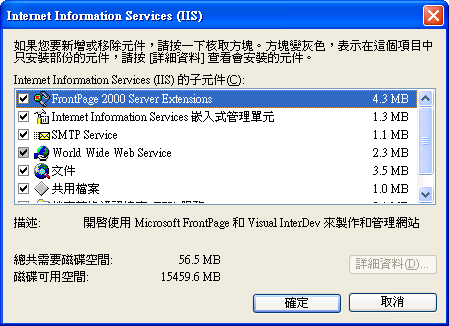 Internet Information Services (IIS)
如果您要新增或移除元件，請按一下核取方塊。方塊變灰色，表示在這個項目中
只安裝部份的元件，請按 [詳細資料] 查看會安裝的元件。
Internet Information Services (IIS) 的子元件(C):
FrontPage 2000 Server Extensions 4.3 MB
Internet Information Services 嵌入式管理單元 1.3 MB
SMTP Service 1.1 MB
World Wide Web Service 2.3 MB
文件 3.5 MB
共用檔案 1.0 MB
描述: 開啓使用 Microsoft FrontPage 和 Visual InterDev 來製作和管理網站
總共需要磁碟空間: 56.5 MB
磁碟可用空間: 15459.6 MB
詳細資料(D)...
確定
取消